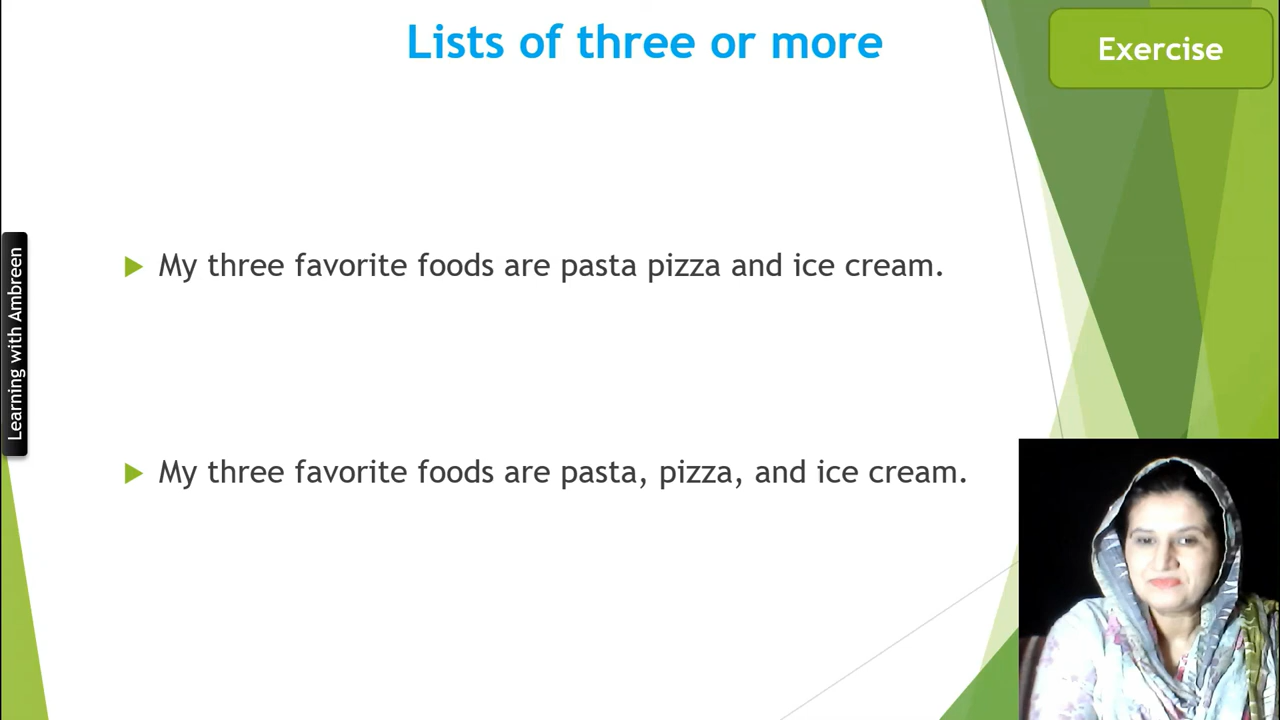 Lists of three or more
Exercise
My three favorite foods are pasta pizza and ice cream.
My three favorite foods are pasta, pizza, and ice cream.
Learning with Ambreen